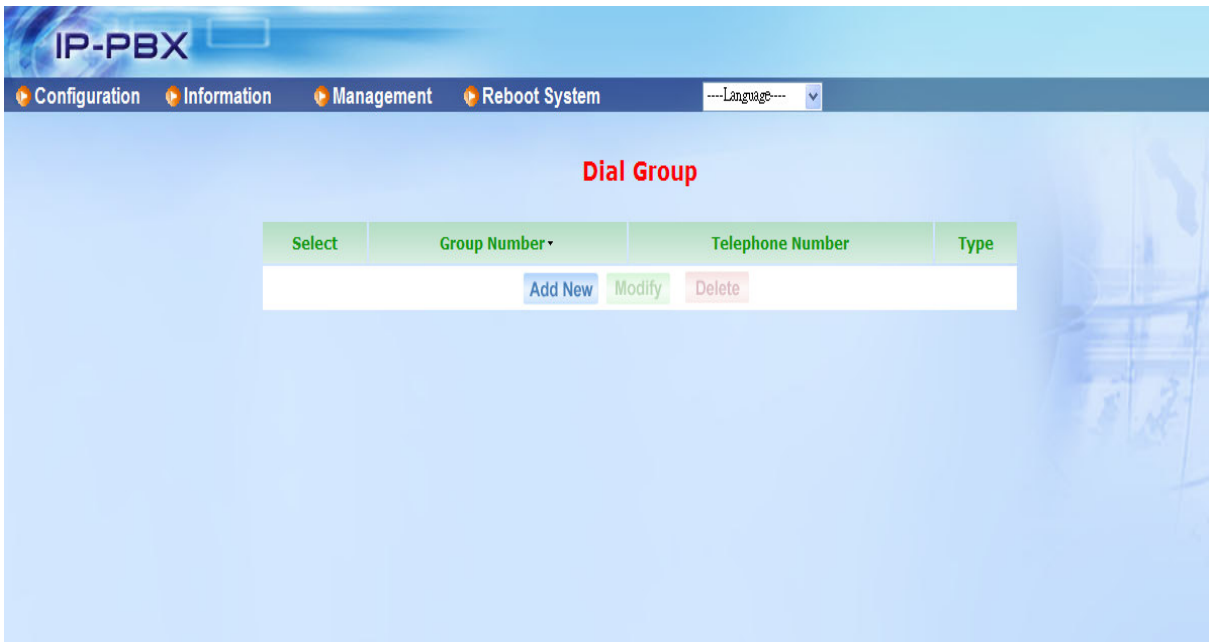 IP-PBX
Configuration Information Management Reboot System ----Language----
Dial Group
Select Group Number Telephone Number Type
Add New Modify Delete